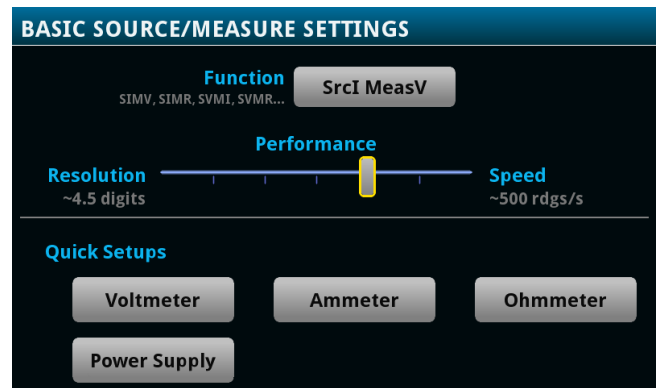 BASIC SOURCE/MEASURE SETTINGS
Function
SIMV, SIMR, SVMI, SVMR...
SrcI MeasV
Performance
Resolution
~4.5 digits
Speed
~500 rdgs/s
Quick Setups
Voltmeter
Ammeter
Ohmmeter
Power Supply